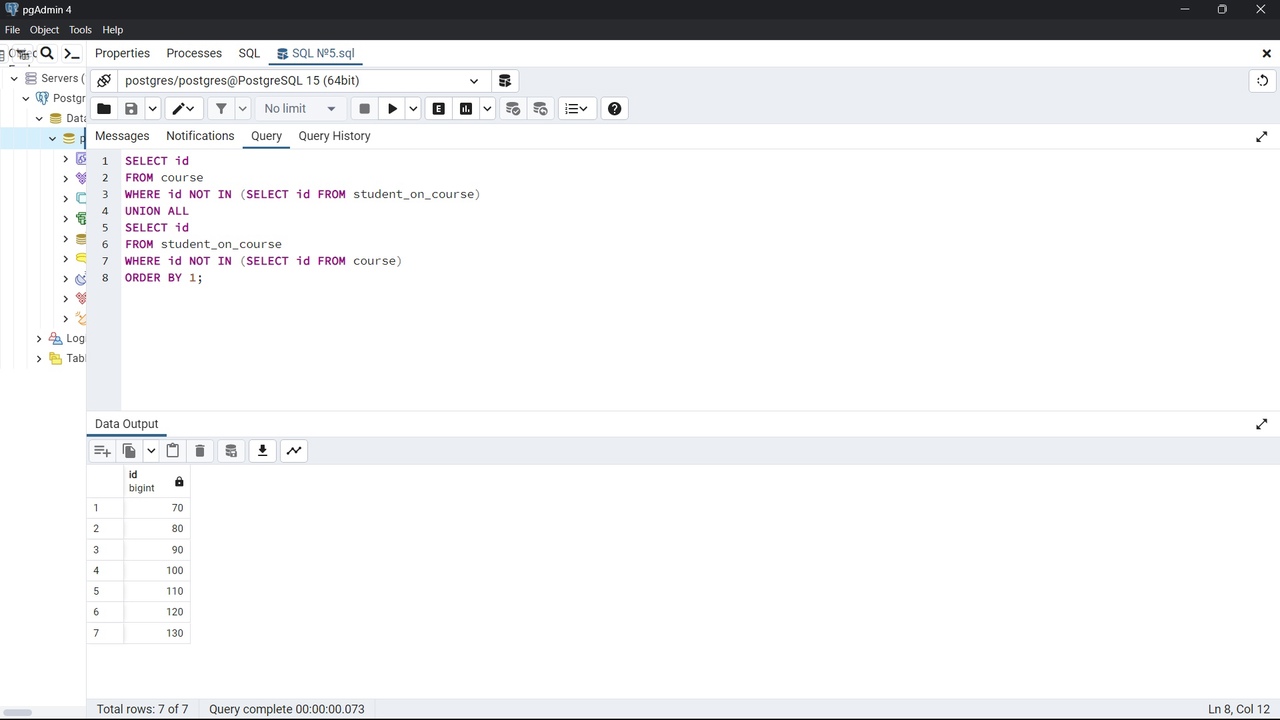 pgAdmin 4
File Object Tools Help
Properties Processes SQL SQL №5.sql
Servers (
postgres/postgres@PostgreSQL 15 (64bit)
Postgr
No limit
E
Data
Messages Notifications Query Query History
p
1 SELECT id
2 FROM course
3 WHERE id NOT IN (SELECT id FROM student_on_course)
4 UNION ALL
5 SELECT id
6 FROM student_on_course
7 WHERE id NOT IN (SELECT id FROM course)
8 ORDER BY 1;
Logi
Tabl
Data Output
id
bigint
1 70
2 80
3 90
4 100
5 110
6 120
7 130
Total rows: 7 of 7 Query complete 00:00:00.073 Ln 8, Col 12